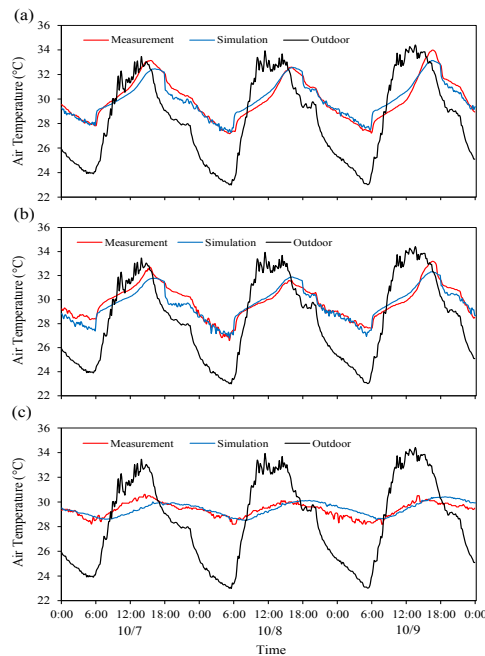 (a)
36
34
32
30
28
26
24
22
Air Temperature (°C)
Measurement Simulation Outdoor
(b)
36
34
32
30
28
26
24
22
Air Temperature (°C)
Measurement Simulation Outdoor
(c)
36
34
32
30
28
26
24
22
Air Temperature (°C)
Measurement Simulation Outdoor
0:00 6:00 12:00 18:00 0:00 6:00 12:00 18:00 0:00 6:00 12:00 18:00 0:00
10/7 10/8 10/9
Time